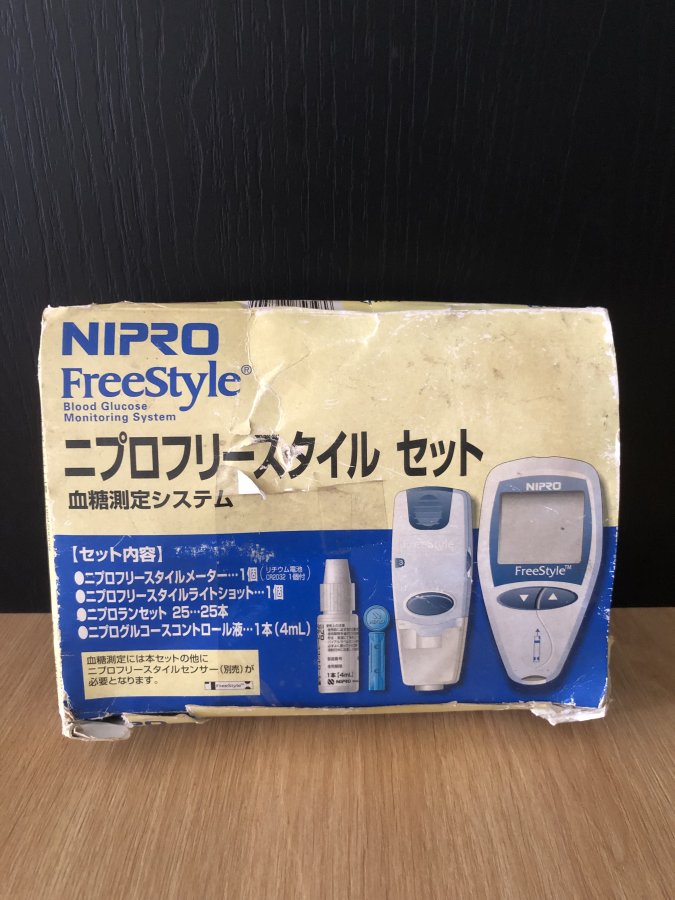 NIPRO
FreeStyle®
Blood Glucose
Monitoring System
ニプロフリースタイル セット
血糖測定システム
【セット内容】
●ニプロフリースタイルメーター…1個(リチウム電池 CR2032 1個付)
●ニプロフリースタイルライトショット…1個
●ニプロランセット 25…25本
●ニプログルコースコントロール液…1本(4mL)
血糖測定には本セットの他に
ニプロフリースタイルセンサー(別売)が
必要となります。
FreeStyle
1本[4mL]
NIPRO
FreeStyle
3
NIPRO
FreeStyle™